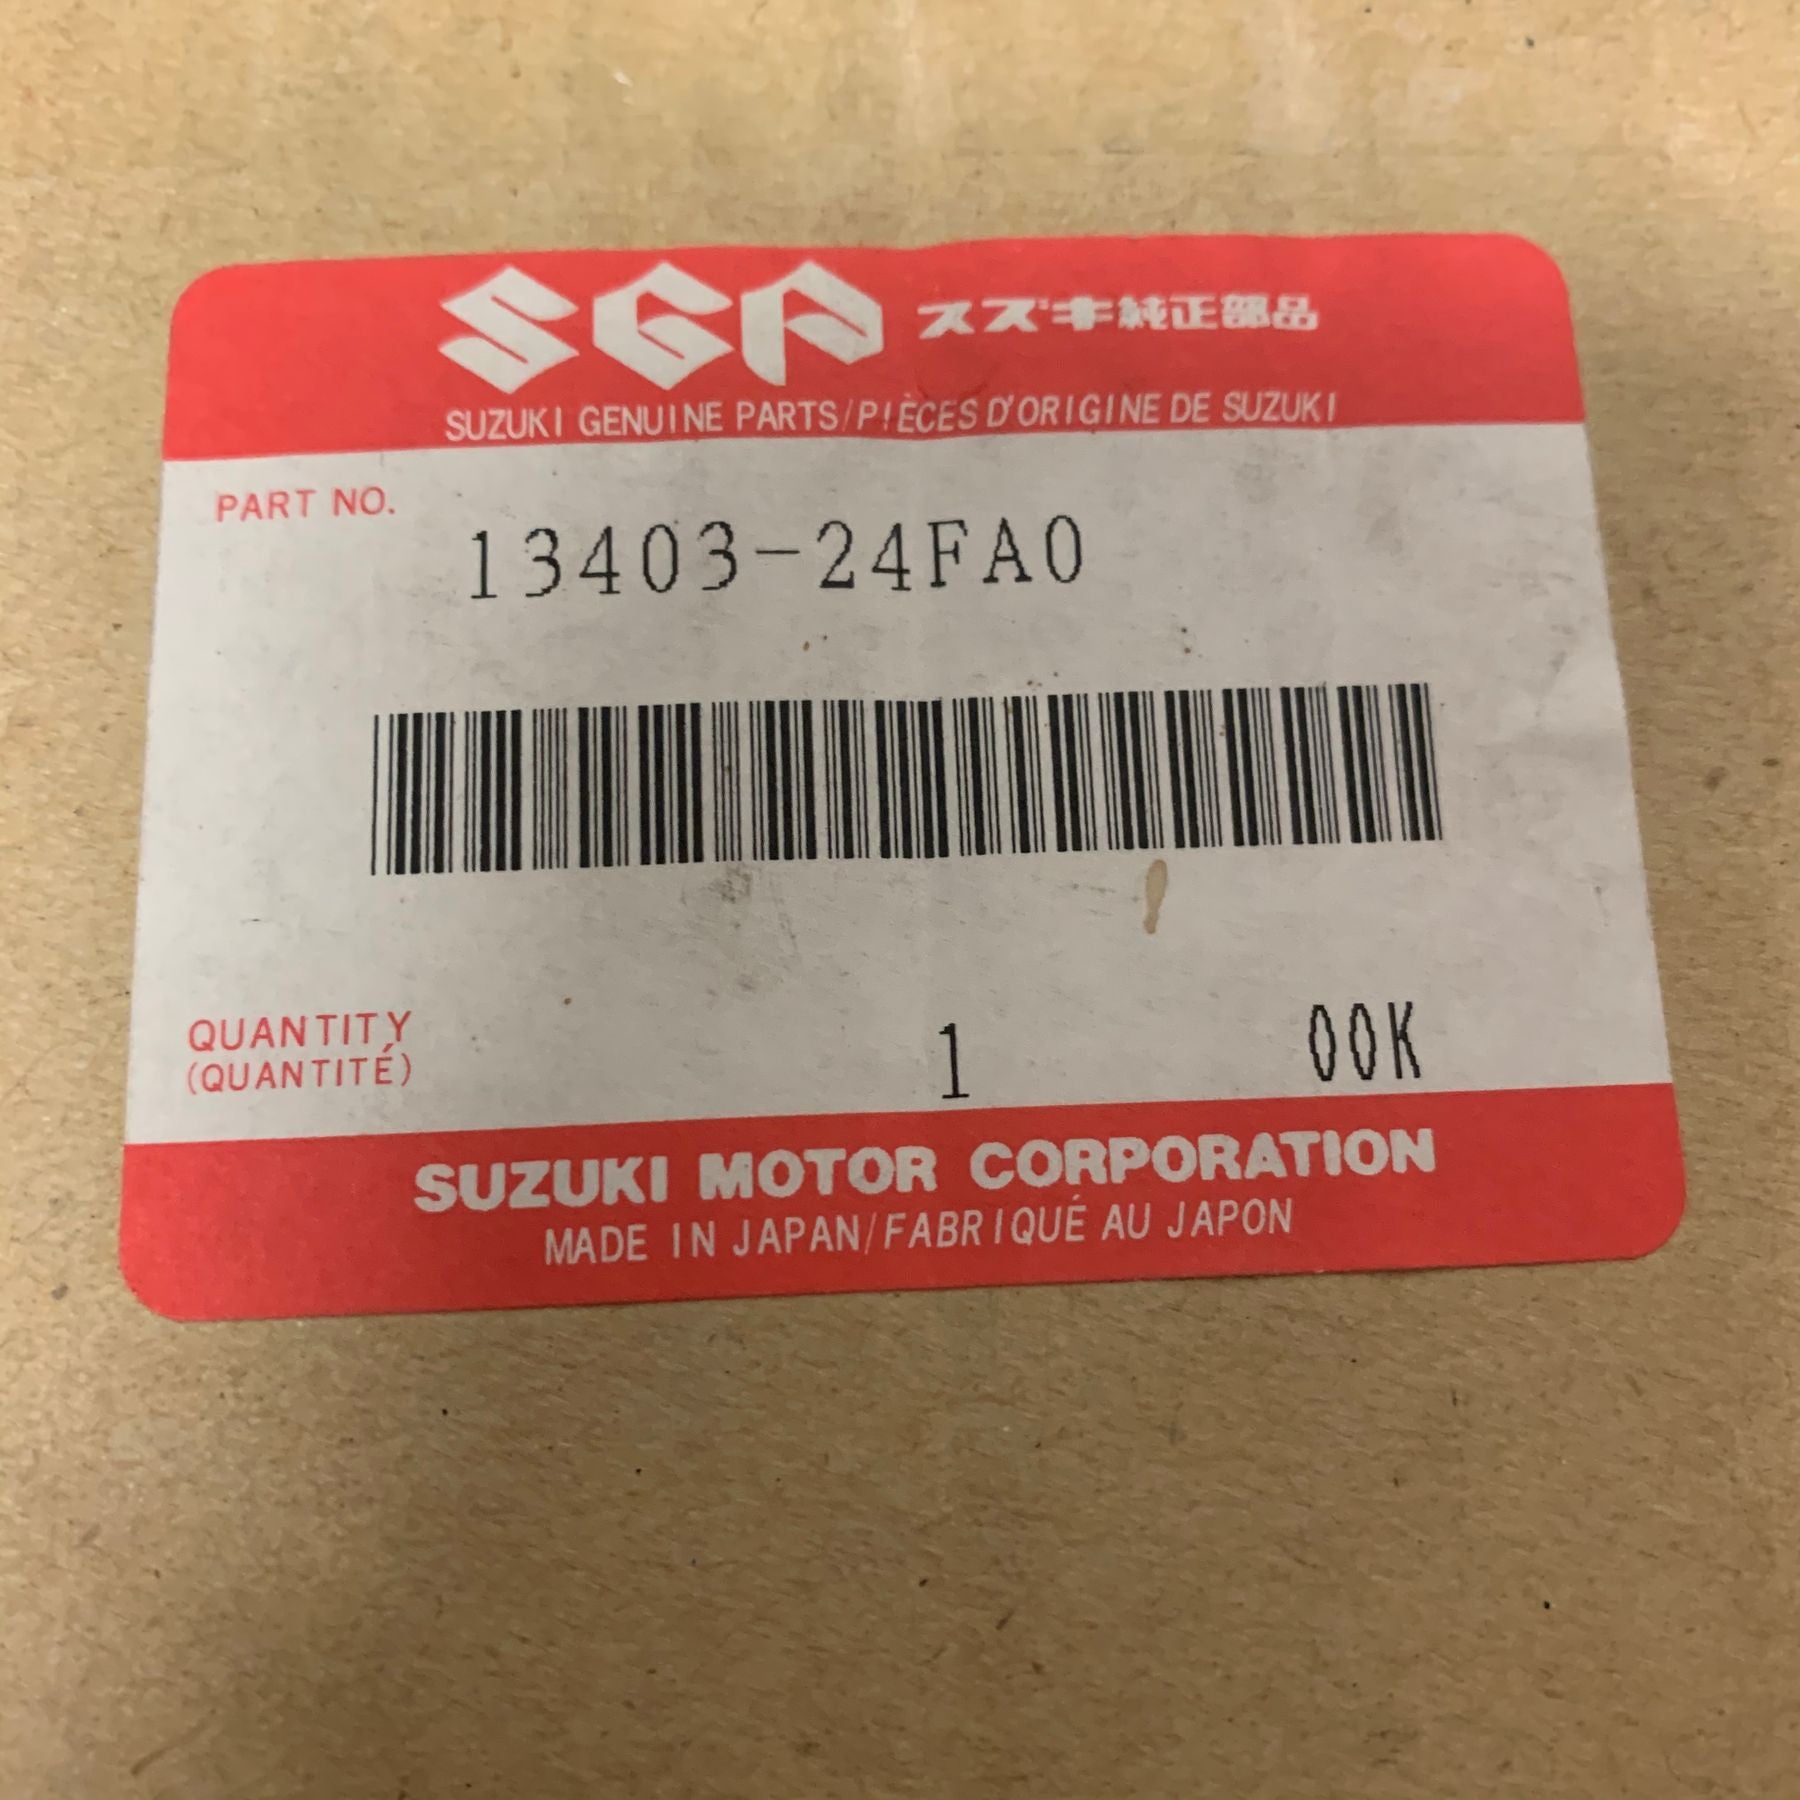 SGP スズキ純正部品
SUZUKI GENUINE PARTS/PIÈCES D'ORIGINE DE SUZUKI
PART NO.
13403-24FA0
QUANTITY
(QUANTITÉ)
1 00K
SUZUKI MOTOR CORPORATION
MADE IN JAPAN/FABRIQUÉ AU JAPON